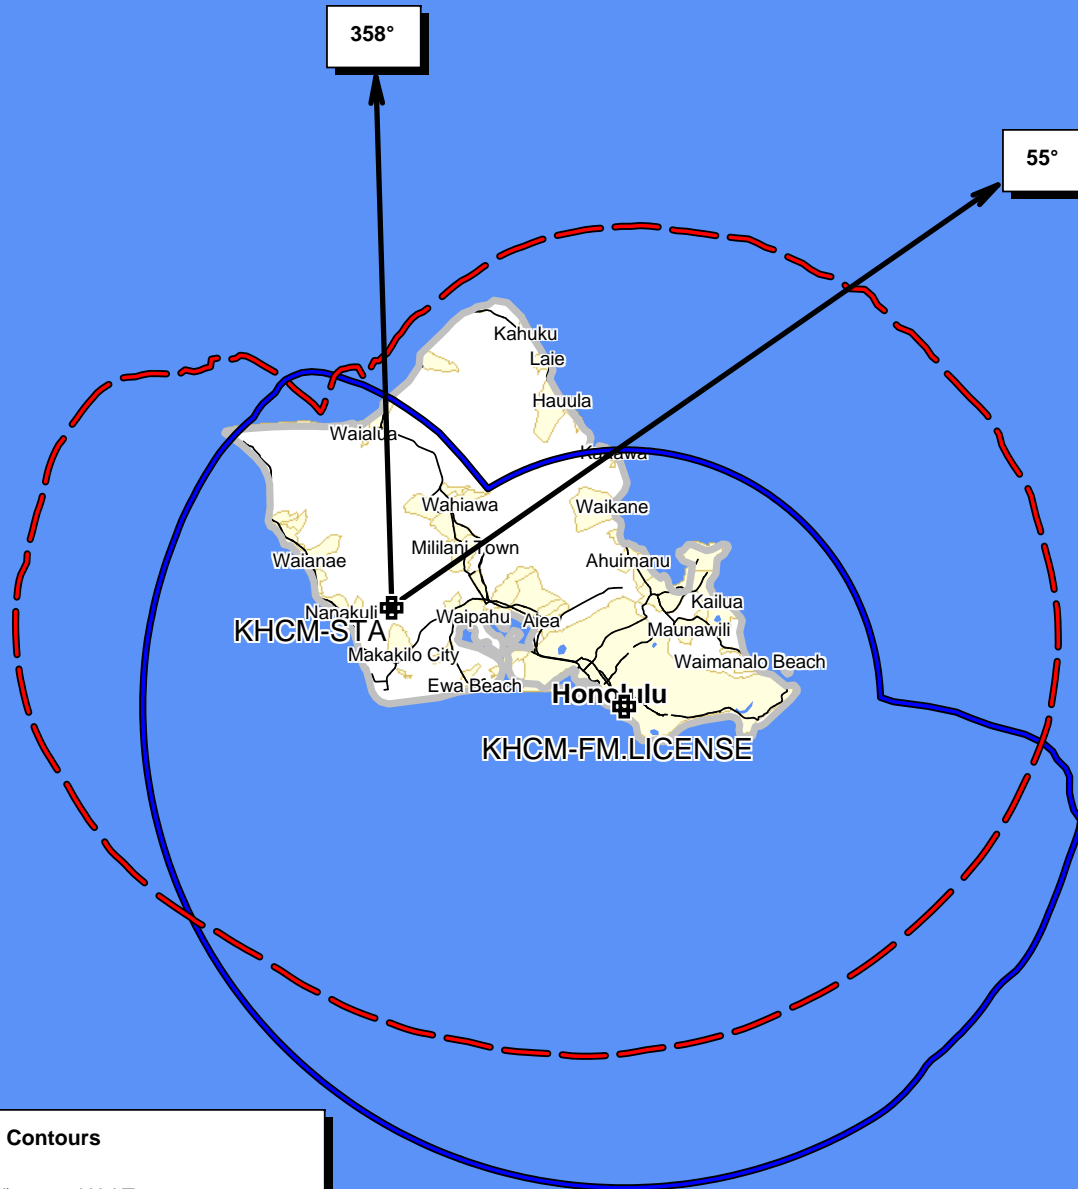 358°
55°
Kahuku
Laie
Hauula
Waialua
Wahiawa
Waikane
Mililani Town
Waianae
Ahuimanu
Nanakuli
KHCM-STA
Waipahu
Aiea
Kailua
Maunawili
Makakilo City
Waimanalo Beach
Ewa Beach
Honolulu
KHCM-FM.LICENSE
Contours